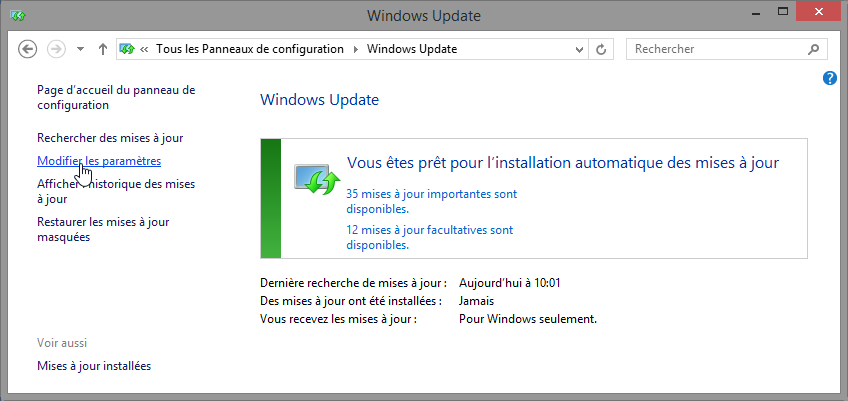 Windows Update
« Tous les Panneaux de configuration Windows Update
Rechercher
Page d'accueil du panneau de
configuration
Rechercher des mises à jour
Modifier les paramètres
Afficher historique des mises
à jour
Restaurer les mises à jour
masquées
Voir aussi
Mises à jour installées
Windows Update
Vous êtes prêt pour l'installation automatique des mises à jour
35 mises à jour importantes sont
disponibles.
12 mises à jour facultatives sont
disponibles.
Dernière recherche de mises à jour : Aujourd'hui à 10:01
Des mises à jour ont été installées : Jamais
Vous recevez les mises à jour : Pour Windows seulement.